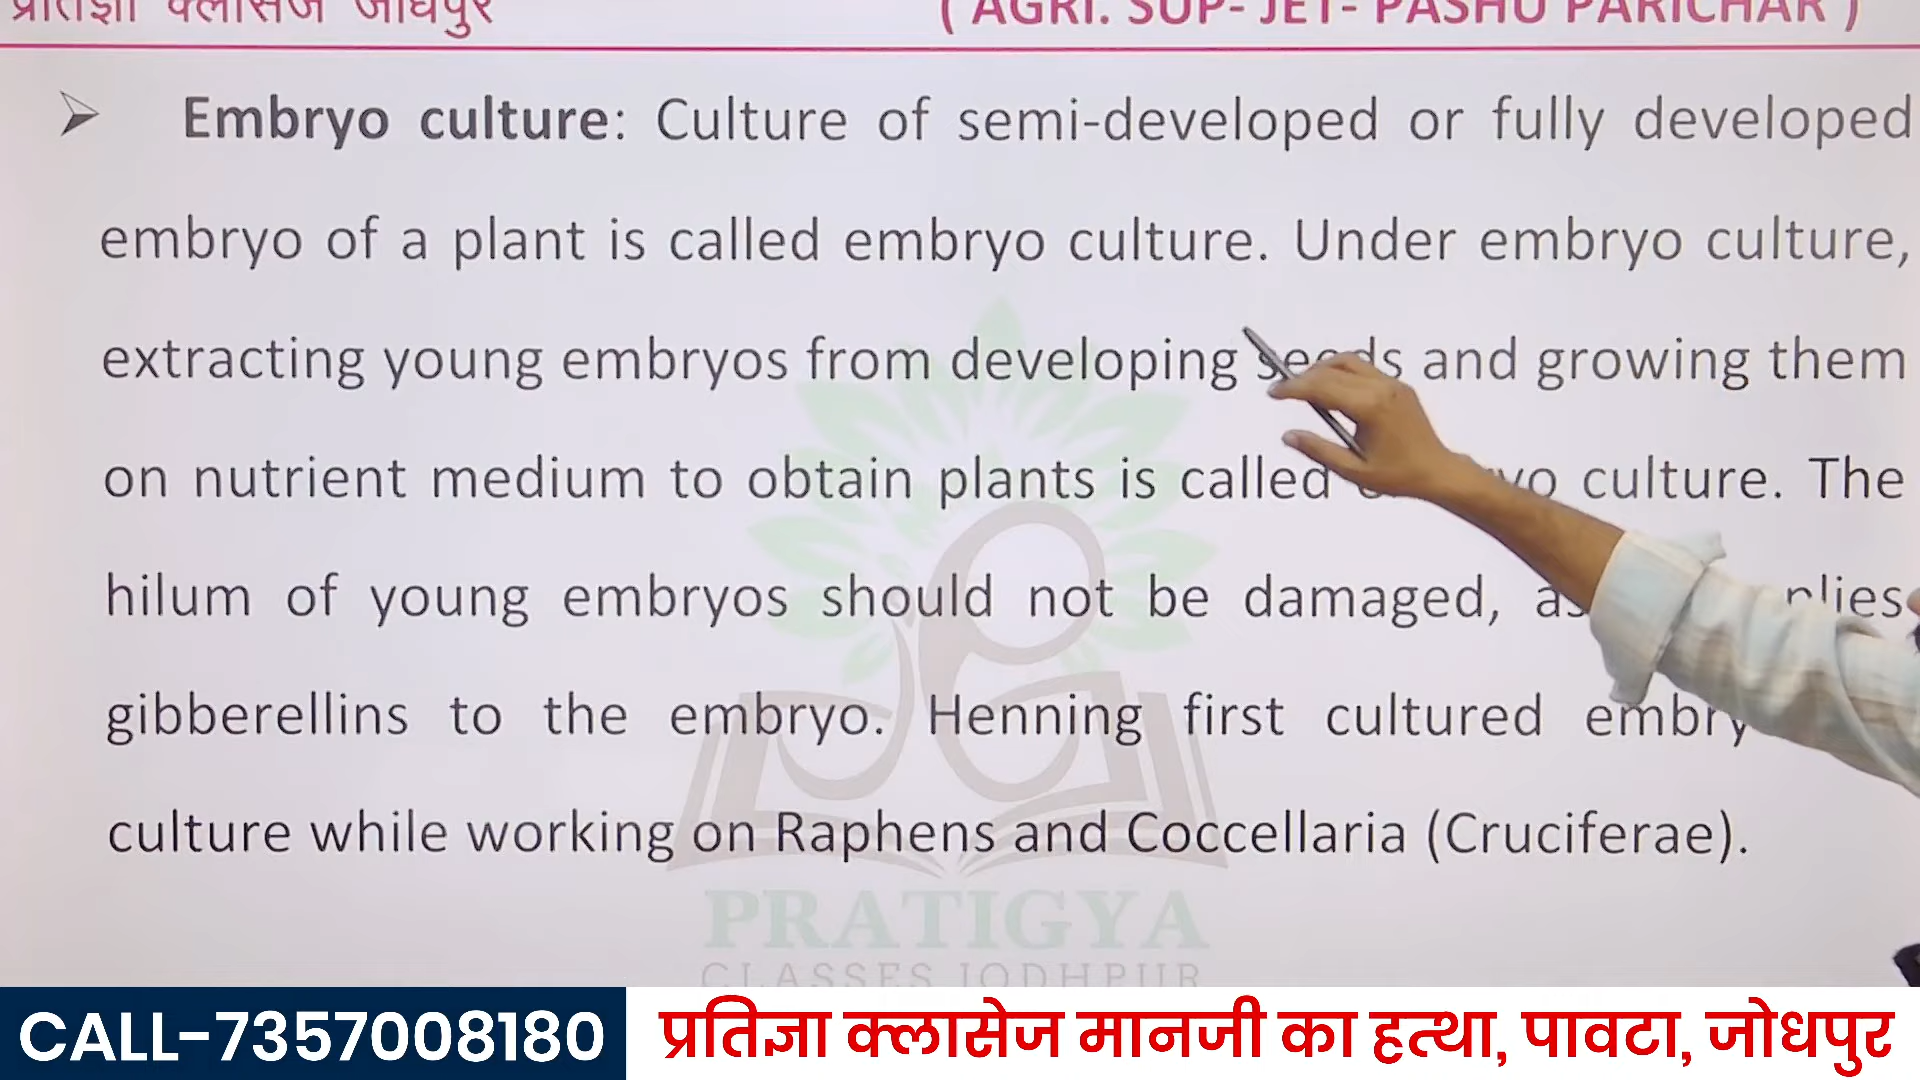 प्रतिज्ञा क्लासेज जोधपुर ( AGRI. SUP- JET- PASHU PARICHAR )
➢ Embryo culture: Culture of semi-developed or fully developed
embryo of a plant is called embryo culture. Under embryo culture,
extracting young embryos from developing seeds and growing them
on nutrient medium to obtain plants is called culture. The
hilum of young embryos should not be damaged,
gibberellins to the embryo. Henning first cultured
culture while working on Raphens and Coccellaria (Cruciferae).
PRATIGYA
CLASSES JODHPUR
CALL-7357008180 प्रतिज्ञा क्लासेज मानजी का हत्था, पावटा, जोधपुर